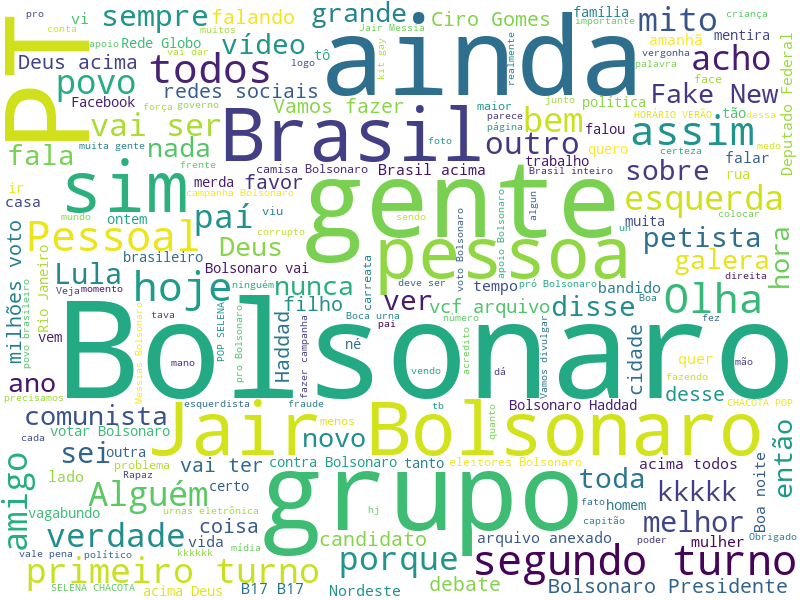 pro
vi
sempre
falando
grande
Ciro Gomes
família
importante
criança
conta
apoio
muitos
Jair Messia
Rede Globo
vídeo
tô
kit gay
ainda
realmente
mito
amanhã
mentira
vergonha
palavra
PT
Deus acima
todos
vai dar
logo
acho
povo
redes sociais
Facebook
força
governo
Vamos fazer
maior
junto
política
face
Fake New
Deputado Federal
vai ser
Brasil
parece
página
bem
falou
HORÁRIO VERÃO
tão
dessa
assim
quero
certeza
medo
fala
muita gente
nada
frente
foto
outro
trabalho
falar
rua
sim
merda
favor
camisa Bolsonaro
Brasil acima
Brasil inteiro
sobre
ir
casa
campanha Bolsonaro
gente
algun
esquerda
colocar
mundo
ontem
paí
viu
corrupto
sendo
un
muita
hora
milhões voto
povo brasileiro
Rio Janeiro
Pessoal
brasileiro
Deus
pessoa
voto Bolsonaro
apoio Bolsonaro
petista
Lula
Bolsonaro vai
ninguém
carreata
deve ser
tempo
pró Bolsonaro
bandido
galera
direita
Veja
momento
hoje
nunca
filho
ver
vcf arquivo
disse
Boa
Olha
vem
tava
Messias Bolsonaro
POP SELENA
pro Bolsonaro
Haddad
Boca urna
pai
número
acredito
Vamos divulgar
cidade
fez
Bolsonaro
ano
mano
né
vendo
dá
quer
mão
desse
fazendo
precisamos
fazer campanha
comunista
esquerdista
fraude
menos
tb
Jair Bolsonaro
quanto
Bolsonaro Haddad
CHACOTA POP
votar Bolsonaro
cada
outra
sei
novo
contra Bolsonaro
tanto
eleitores Bolsonaro
acima todos
então
amigo
lado
problema
Rapaz
vai ter
grupo
toda
Boa noite
Alguém
certo
kkkkk
vagabundo
urnas eletrônica
coisa
hj
fato
homem
capitão
melhor
verdade
vida
candidato
arquivo anexado
poder
mulher
Obrigado
vale pena
político
kkkkkk
mídia
porque
segundo turno
primeiro turno
SELENA CHACOTA
acima Deus
B17 B17
Nordeste
debate
Bolsonaro Presidente